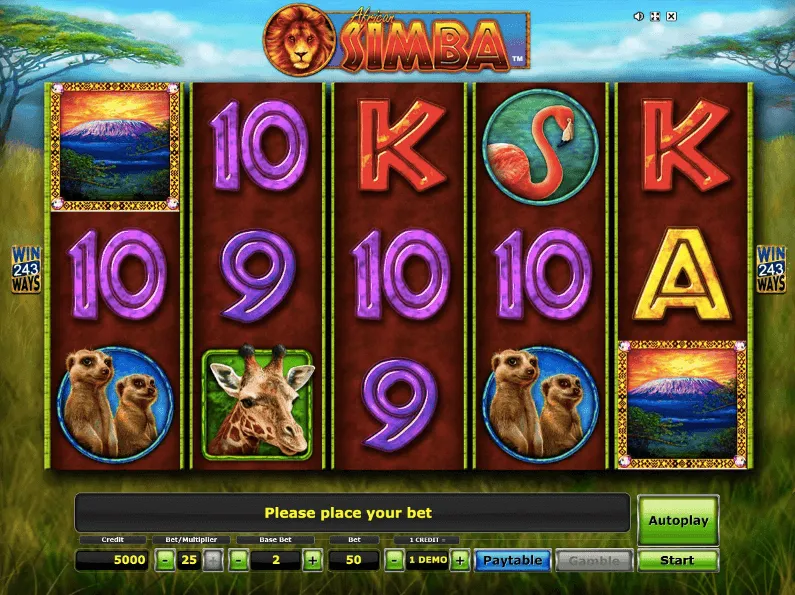 African
SIMBA™
10 K K
10 9 10 10 A
WIN
243
WAYS
WIN
243
WAYS
9
Please place your bet
Autoplay
Credit Bet/Multiplier Base Bet Bet 1 CREDIT =
5000 - 25 + - 2 + 50 - 1 DEMO + Paytable Gamble Start